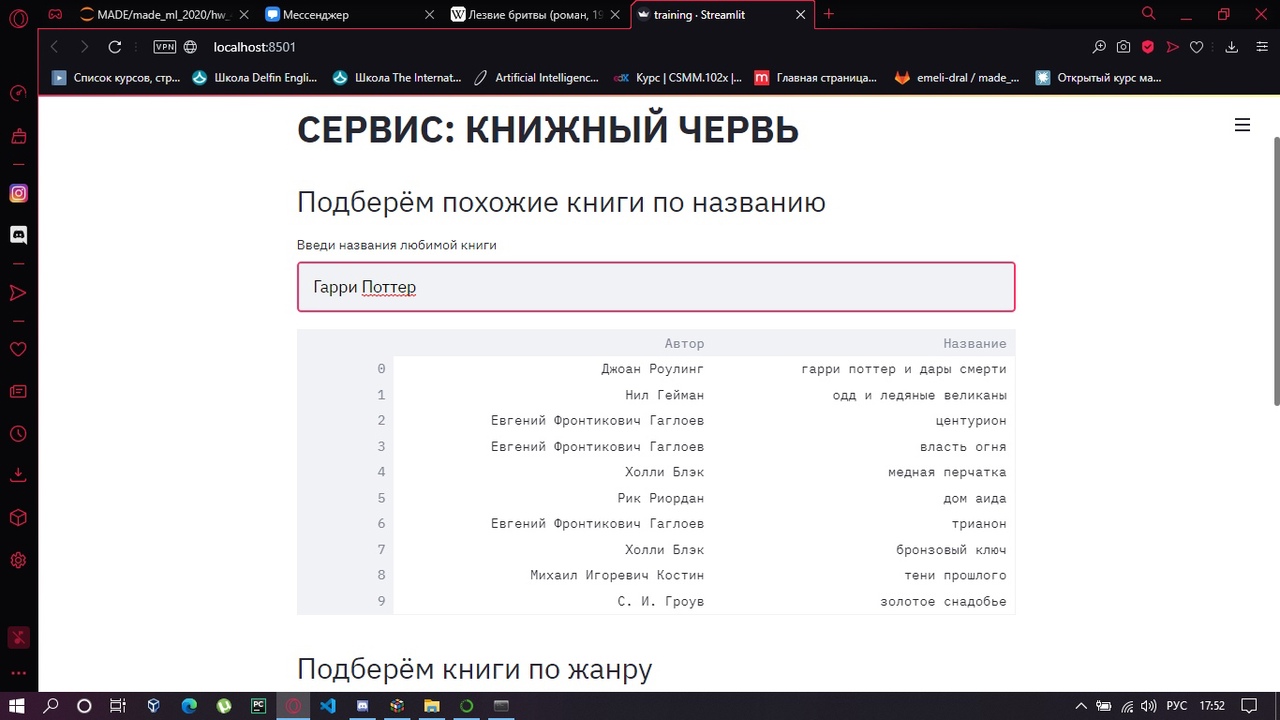 MADE/made_ml_2020/hw_
Мессенджер
Лезвие бритвы (роман, 19
training · Streamlit
VPN
localhost:8501
Список курсов, стр...
Школа Delfin Engli...
Школа The Internat...
Artificial Intelligenc...
edX Курс | CSMM.102x |...
Главная страница...
emeli-dral / made_...
Открытый курс ма...
СЕРВИС: КНИЖНЫЙ ЧЕРВЬ
Подберём похожие книги по названию
Введи названия любимой книги
Гарри Поттер
Автор Название
0 Джоан Роулинг гарри поттер и дары смерти
1 Нил Гейман одд и ледяные великаны
2 Евгений Фронтикович Гаглоев центурион
3 Евгений Фронтикович Гаглоев власть огня
4 Холли Блэк медная перчатка
5 Рик Риордан дом аида
6 Евгений Фронтикович Гаглоев трианон
7 Холли Блэк бронзовый ключ
8 Михаил Игоревич Костин тени прошлого
9 С. И. Гроув золотое снадобье
Подберём книги по жанру
РУС 17:52